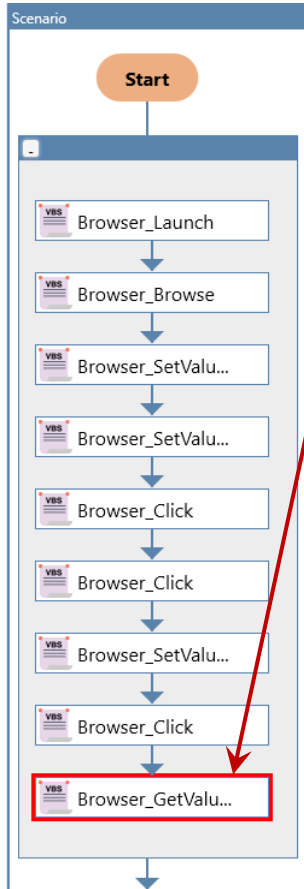 Scenario
Start
-
VBS
Browser_Launch
VBS
Browser_Browse
VBS
Browser_SetValu...
VBS
Browser_SetValu...
VBS
Browser_Click
VBS
Browser_Click
VBS
Browser_SetValu...
VBS
Browser_Click
VBS
Browser_GetValu...